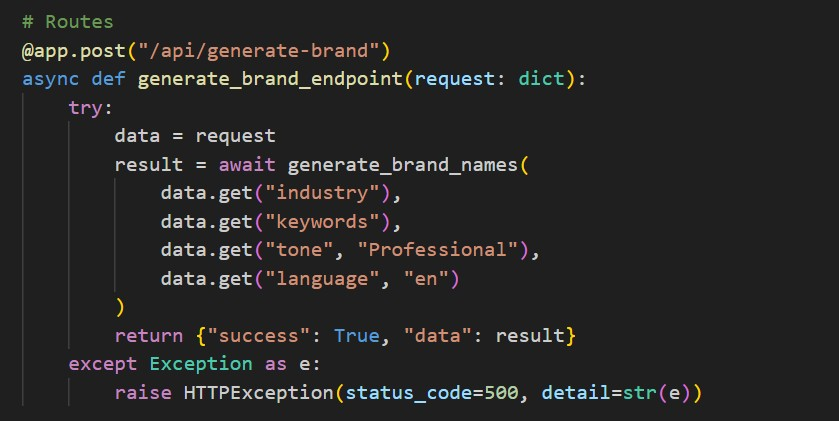 # Routes
@app.post("/api/generate-brand")
async def generate_brand_endpoint(request: dict):
    try:
        data = request
        result = await generate_brand_names(
            data.get("industry"),
            data.get("keywords"),
            data.get("tone", "Professional"),
            data.get("language", "en")
        )
        return {"success": True, "data": result}
    except Exception as e:
        raise HTTPException(status_code=500, detail=str(e))